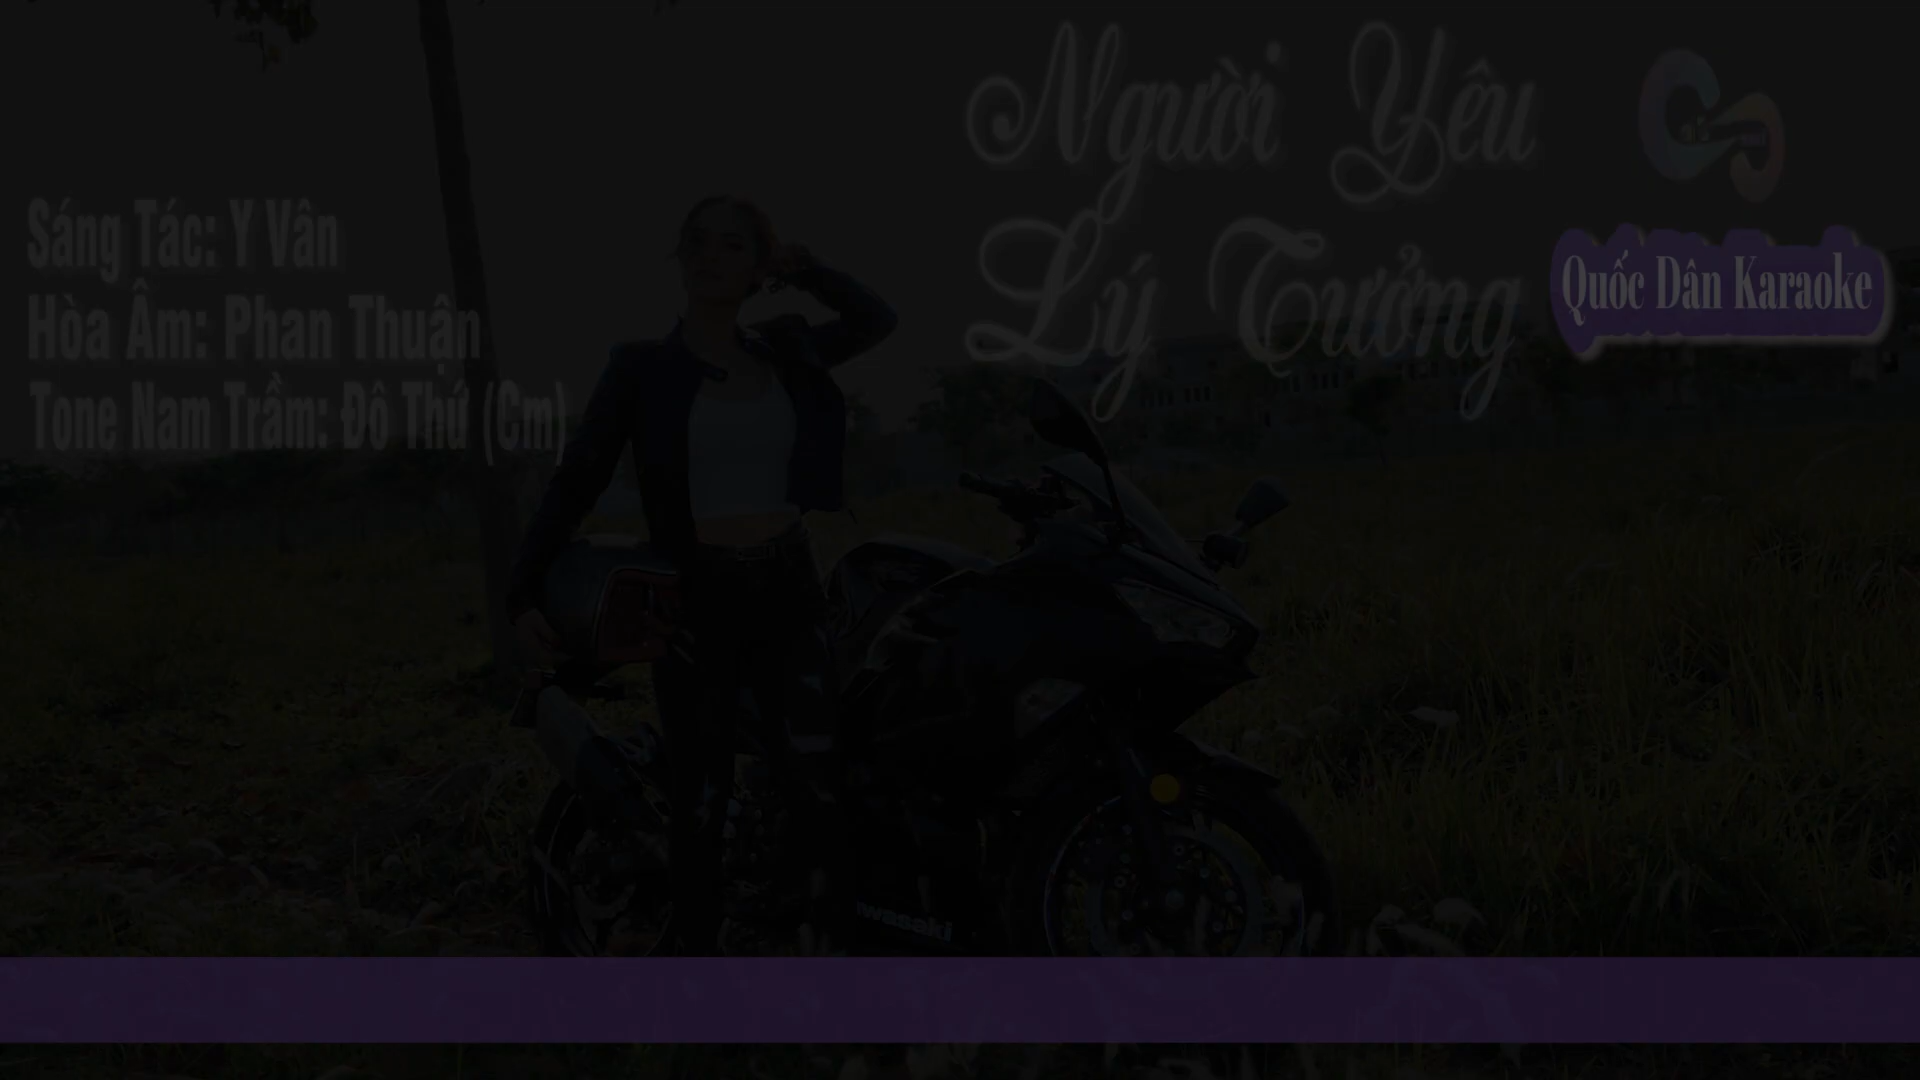 Người Yêu
Lý Tưởng
Quốc Dân Karaoke
Sáng Tác: Y Vân
Hòa Âm: Phan Thuận
Tone Nam Trầm: Đô Thứ (Cm)
wasaki